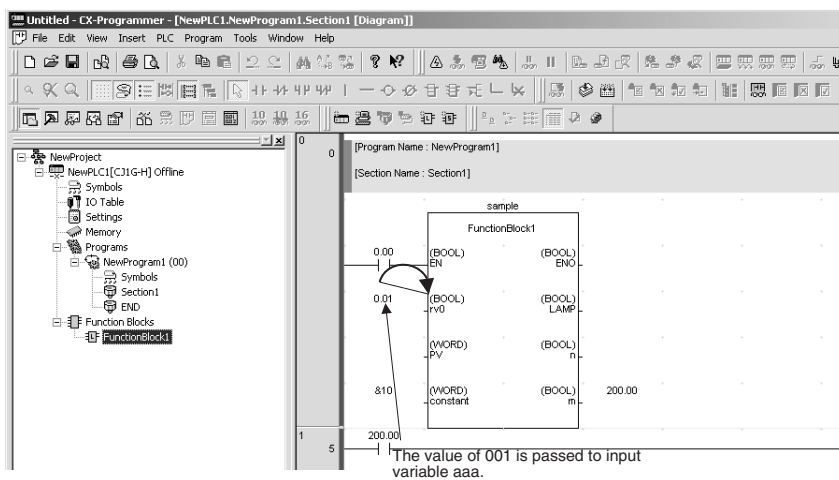 Untitled - CX-Programmer - [NewPLC1.NewProgram1.Section1 [Diagram]]
File Edit View Insert PLC Program Tools Window Help
10 10 16
NewProject
NewPLC1[CJ1G-H] Offline
Symbols
IO Table
Settings
Memory
Programs
NewProgram1 (00)
Symbols
Section1
END
Function Blocks
FunctionBlock1
0
0
[Program Name : NewProgram1]
[Section Name : Section1]
sample
FunctionBlock1
0.00 (BOOL) (BOOL)
EN ENO
0.01 (BOOL) (BOOL)
rv0 LAMP
(WORD) (BOOL)
PV n
&10 (WORD) (BOOL) 200.00
constant m
1
5
200.00
The value of 001 is passed to input
variable aaa.